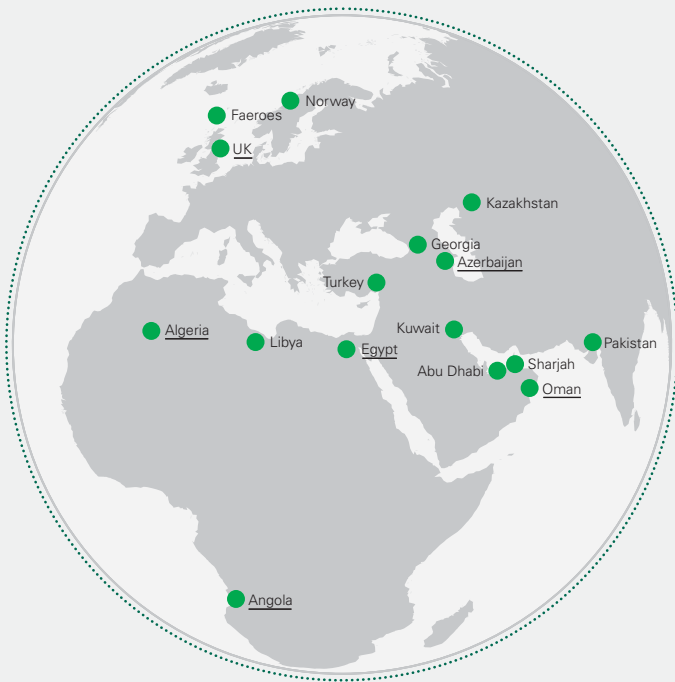 Norway
Faeroes
UK
Kazakhstan
Georgia
Azerbaijan
Turkey
Algeria
Libya
Egypt
Kuwait
Pakistan
Abu Dhabi
Sharjah
Oman
Angola